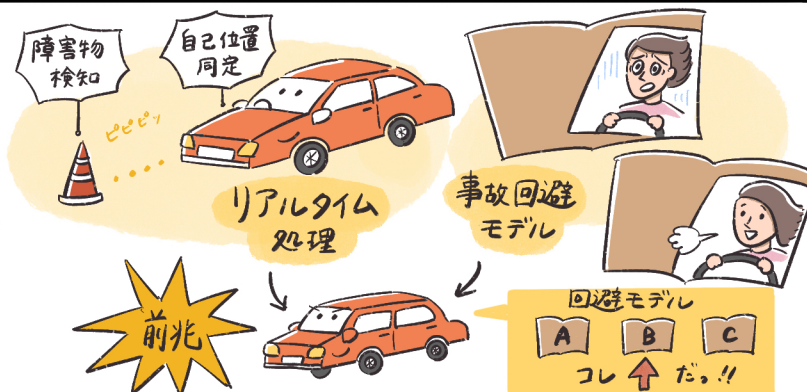 障害物
検知
自己位置
同定
ピピピッ
リアルタイム
処理
事故回避
モデル
前兆
回避モデル
A
B
C
コレ
だっ!!